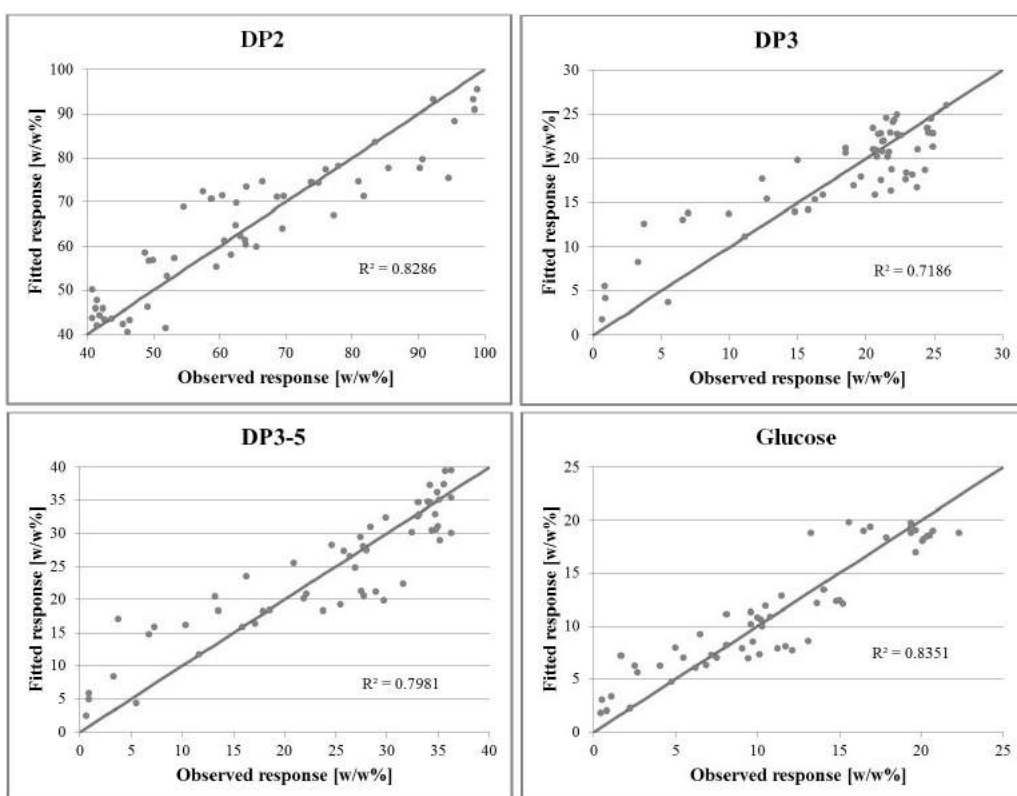 DP2
100
90
80
70
60
50
40
Fitted response [w/w%]
R² = 0.8286
40 50 60 70 80 90 100
Observed response [w/w%]
DP3
30
25
20
15
10
5
0
Fitted response [w/w%]
R² = 0.7186
0 5 10 15 20 25 30
Observed response [w/w%]
DP3-5
40
35
30
25
20
15
10
5
0
Fitted response [w/w%]
R² = 0.7981
0 5 10 15 20 25 30 35 40
Observed response [w/w%]
Glucose
25
20
15
10
5
0
Fitted response [w/w%]
R² = 0.8351
0 5 10 15 20 25
Observed response [w/w%]